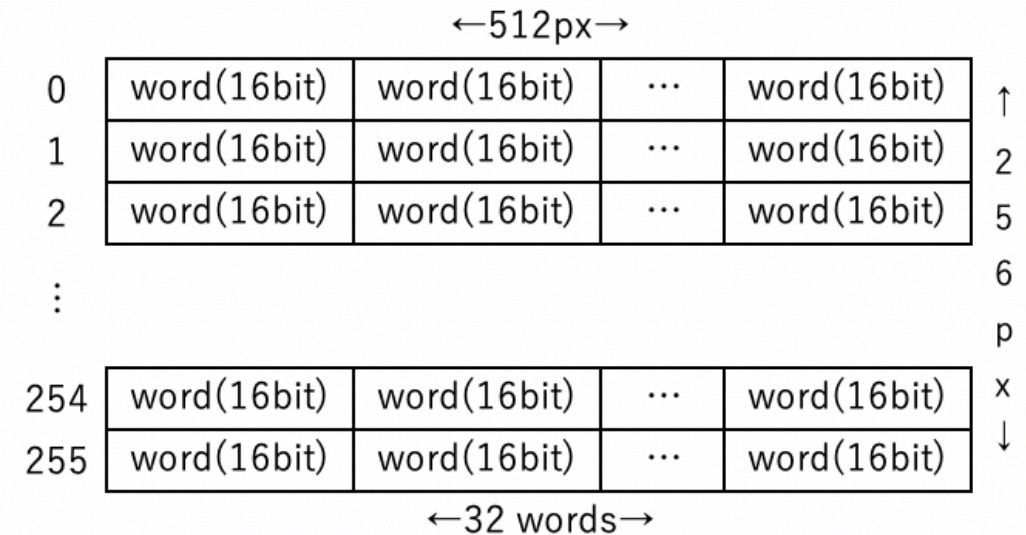 ←512px→
0 word(16bit) word(16bit) ⋯ word(16bit)
1 word(16bit) word(16bit) ⋯ word(16bit)
2 word(16bit) word(16bit) ⋯ word(16bit)
⋮
254 word(16bit) word(16bit) ⋯ word(16bit)
255 word(16bit) word(16bit) ⋯ word(16bit)
←32 words→
↑
2
5
6
p
x
↓